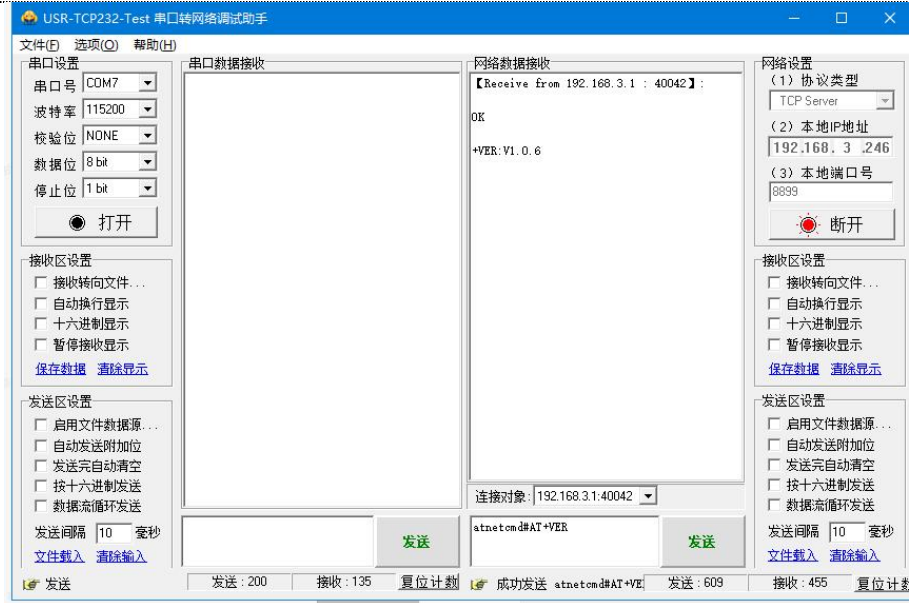 USR-TCP232-Test 串口转网络调试助手
文件(F) 选项(O) 帮助(H)
串口设置
串口号 COM7
波特率 115200
校验位 NONE
数据位 8 bit
停止位 1 bit
打开
接收区设置
接收转向文件...
自动换行显示
十六进制显示
暂停接收显示
保存数据 清除显示
发送区设置
启用文件数据源...
自动发送附加位
发送完自动清空
按十六进制发送
数据流循环发送
发送间隔 10 毫秒
文件载入 清除输入
串口数据接收
发送
网络数据接收
【Receive from 192.168.3.1 : 40042】:
OK
+VER:V1.0.6
连接对象: 192.168.3.1:40042
atnetcmd#AT+VER
发送
网络设置
(1) 协议类型
TCP Server
(2) 本地IP地址
192.168. 3 .246
(3) 本地端口号
8899
断开
接收区设置
接收转向文件...
自动换行显示
十六进制显示
暂停接收显示
保存数据 清除显示
发送区设置
启用文件数据源...
自动发送附加位
发送完自动清空
按十六进制发送
数据流循环发送
发送间隔 10 毫秒
文件载入 清除输入
发送 发送 : 200 接收 : 135 复位计数 成功发送 atnetcmd#AT+VE 发送 : 609 接收 : 455 复位计数